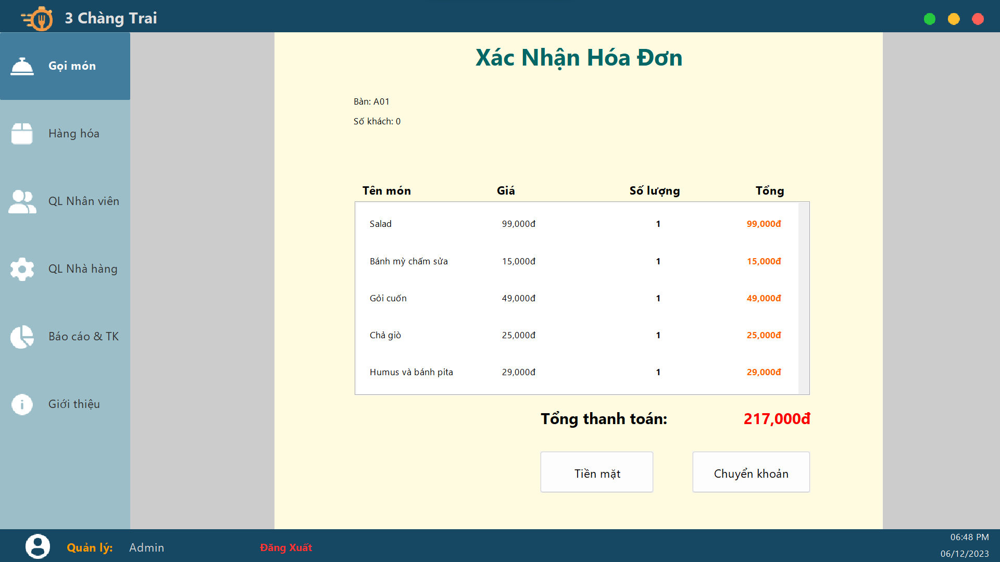 3 Chàng Trai
Gọi món
Hàng hóa
QL Nhân viên
QL Nhà hàng
Báo cáo & TK
Giới thiệu
Xác Nhận Hóa Đơn
Bàn: A01
Số khách: 0
Tên món Giá Số lượng Tổng
Salad 99,000đ 1 99,000đ
Bánh mỳ chấm sửa 15,000đ 1 15,000đ
Gỏi cuốn 49,000đ 1 49,000đ
Chả giò 25,000đ 1 25,000đ
Humus và bánh pita 29,000đ 1 29,000đ
Tổng thanh toán: 217,000đ
Tiền mặt Chuyển khoản
Quản lý: Admin Đăng Xuất
06:48 PM
06/12/2023